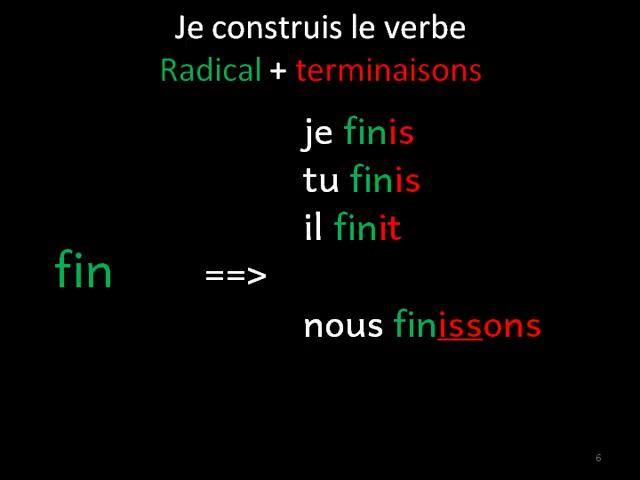 Je construis le verbe
Radical + terminaisons
je finis
tu finis
il finit
fin ==>
nous finissons
6